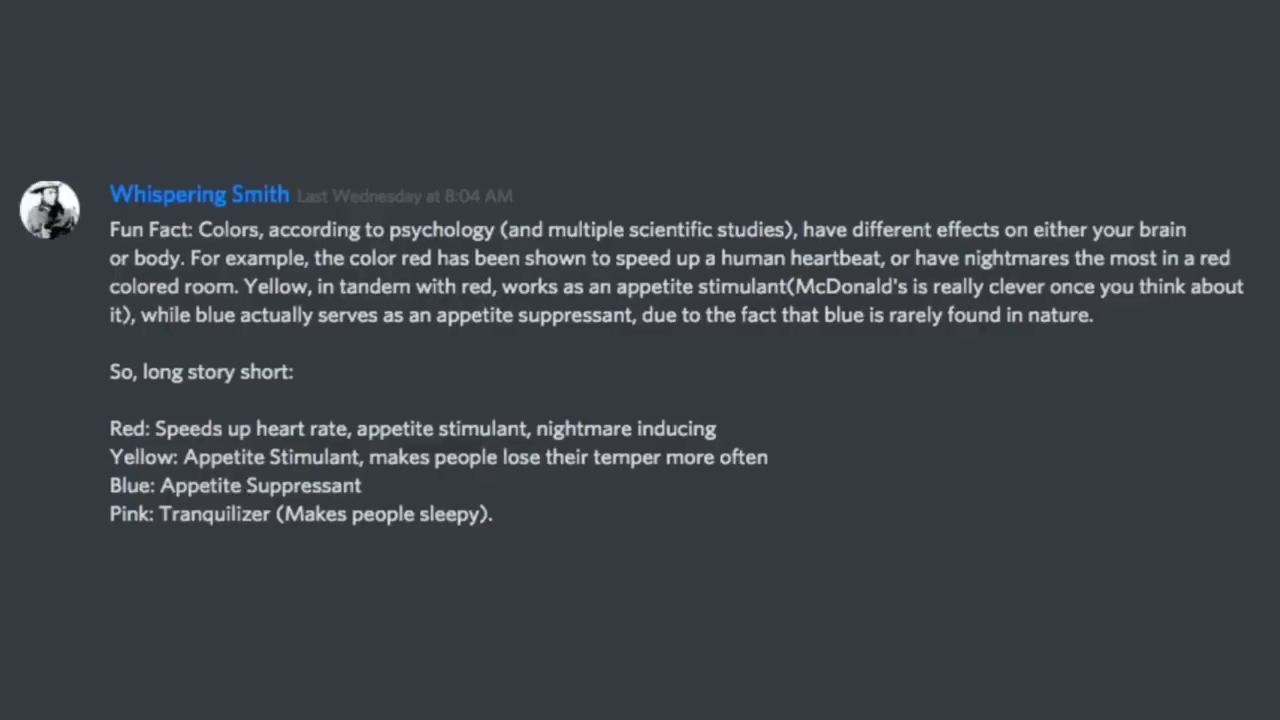 Whispering Smith Last Wednesday at 8:04 AM
Fun Fact: Colors, according to psychology (and multiple scientific studies), have different effects on either your brain
or body. For example, the color red has been shown to speed up a human heartbeat, or have nightmares the most in a red
colored room. Yellow, in tandem with red, works as an appetite stimulant(McDonald's is really clever once you think about
it), while blue actually serves as an appetite suppressant, due to the fact that blue is rarely found in nature.
So, long story short:
Red: Speeds up heart rate, appetite stimulant, nightmare inducing
Yellow: Appetite Stimulant, makes people lose their temper more often
Blue: Appetite Suppressant
Pink: Tranquilizer (Makes people sleepy).